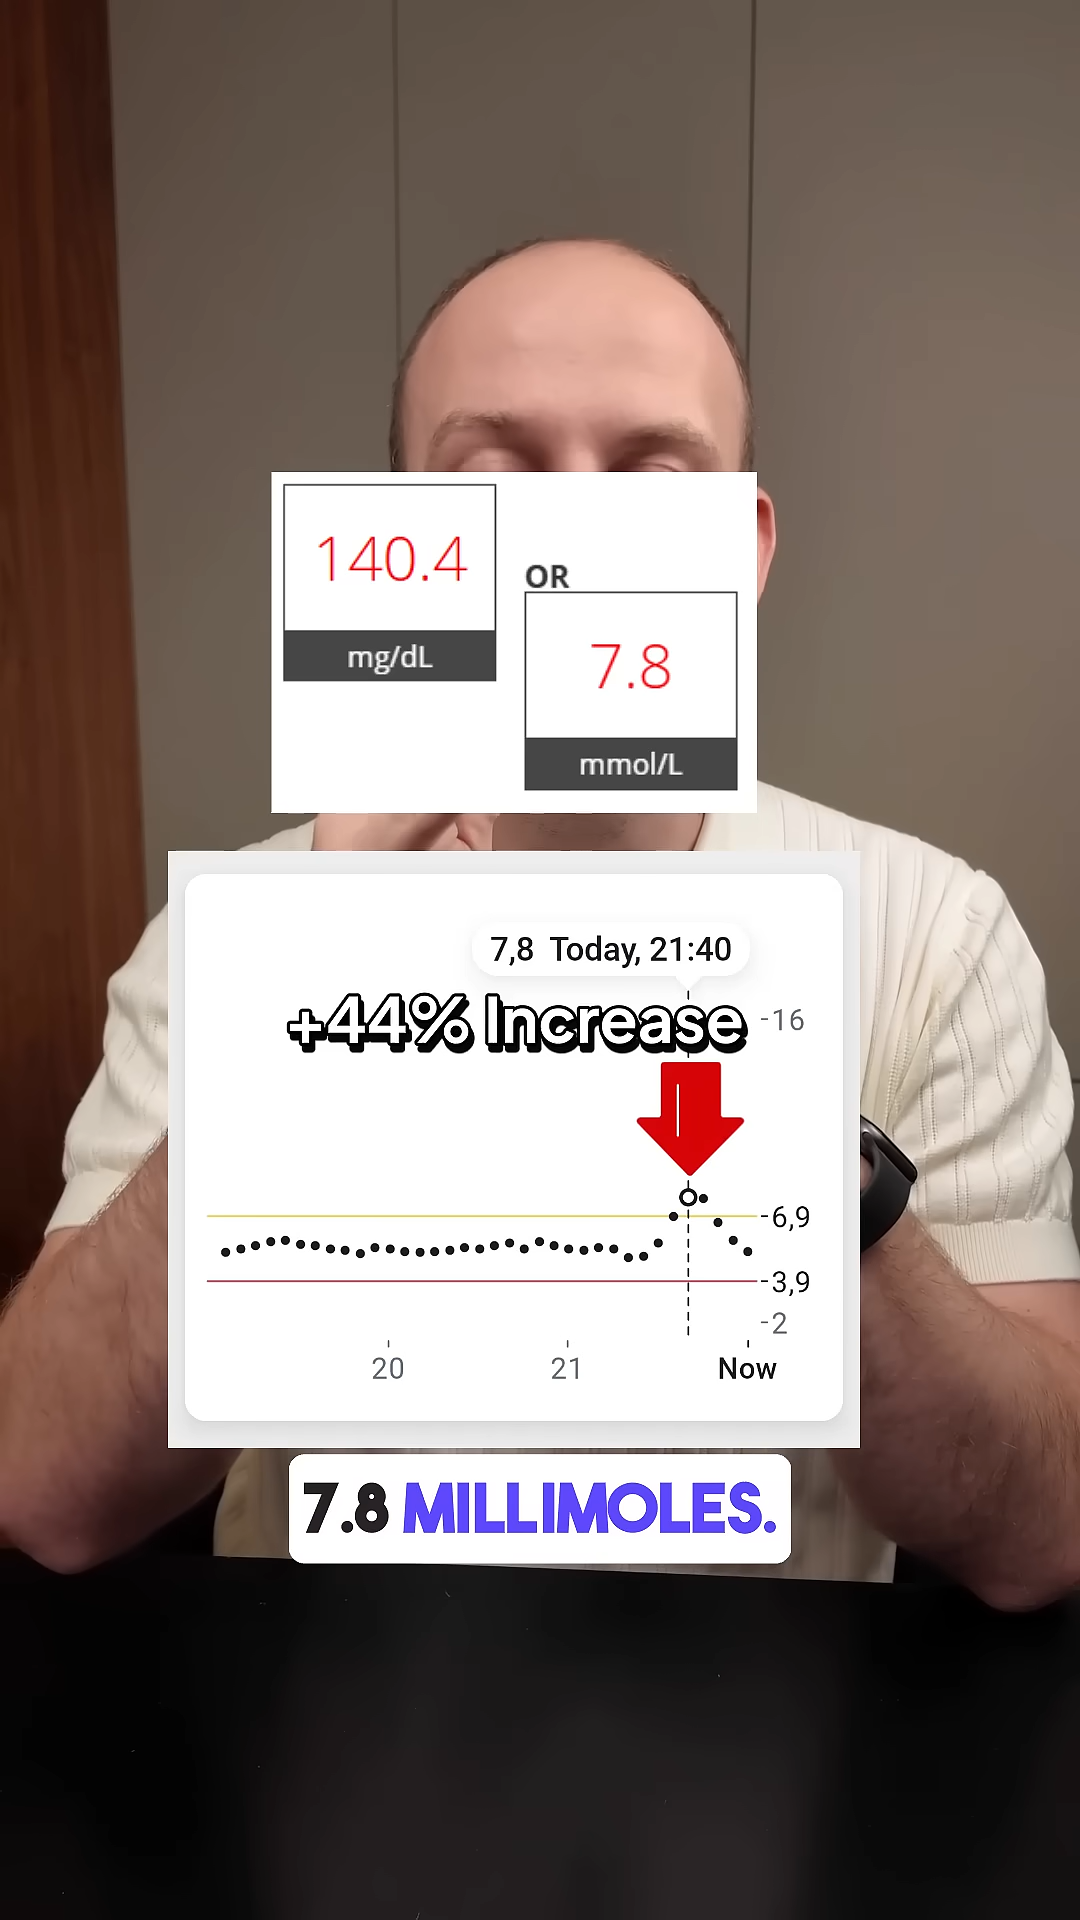 140.4
mg/dL
OR
7.8
mmol/L
7,8 Today, 21:40
+44% Increase
-16
-6,9
-3,9
-2
20 21 Now
7.8 MILLIMOLES.